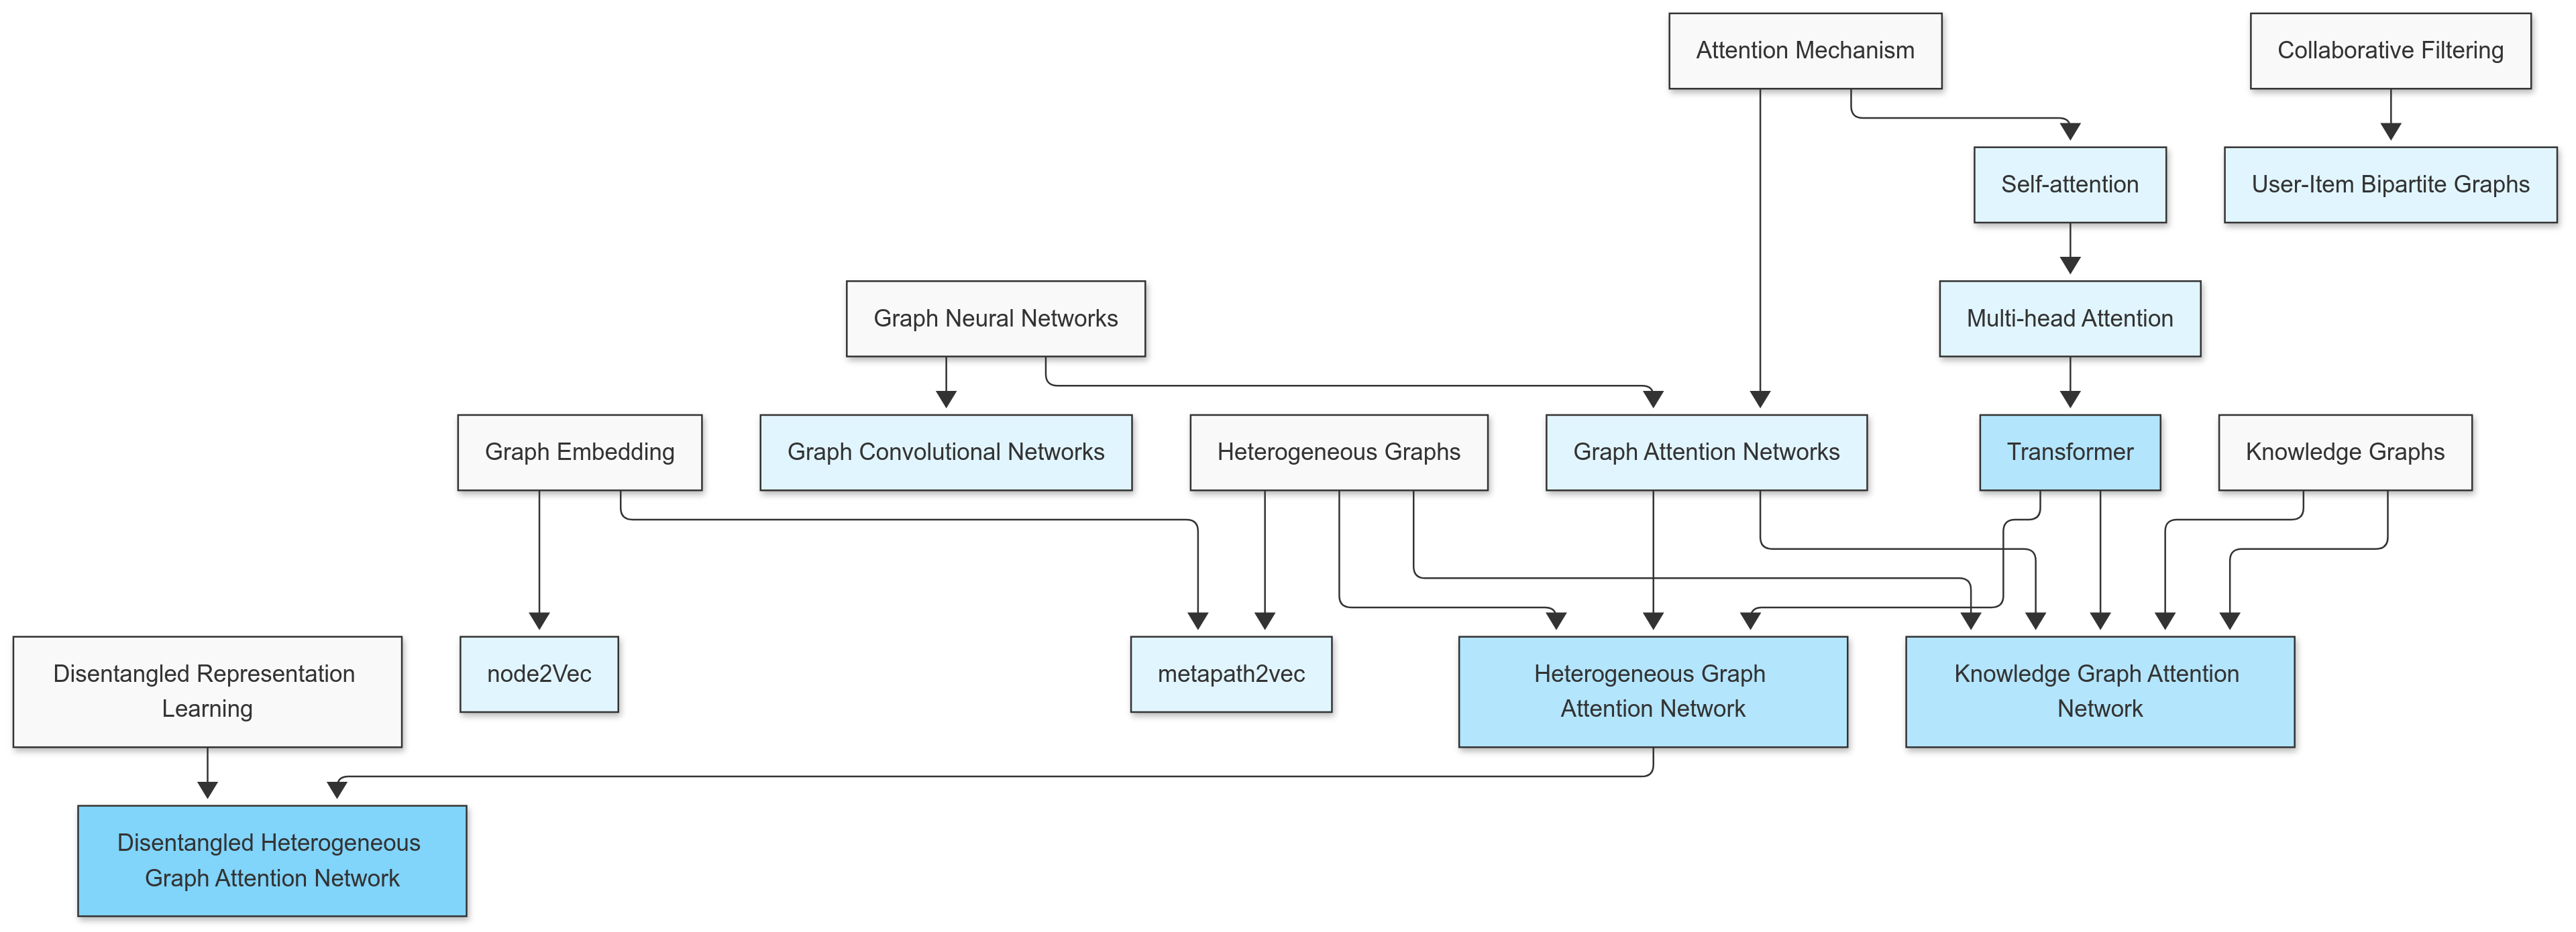 Attention Mechanism
Collaborative Filtering
Self-attention
User-Item Bipartite Graphs
Graph Neural Networks
Multi-head Attention
Graph Embedding
Graph Convolutional Networks
Heterogeneous Graphs
Graph Attention Networks
Transformer
Knowledge Graphs
Disentangled Representation
Learning
node2Vec
metapath2vec
Heterogeneous Graph
Attention Network
Knowledge Graph Attention
Network
Disentangled Heterogeneous
Graph Attention Network